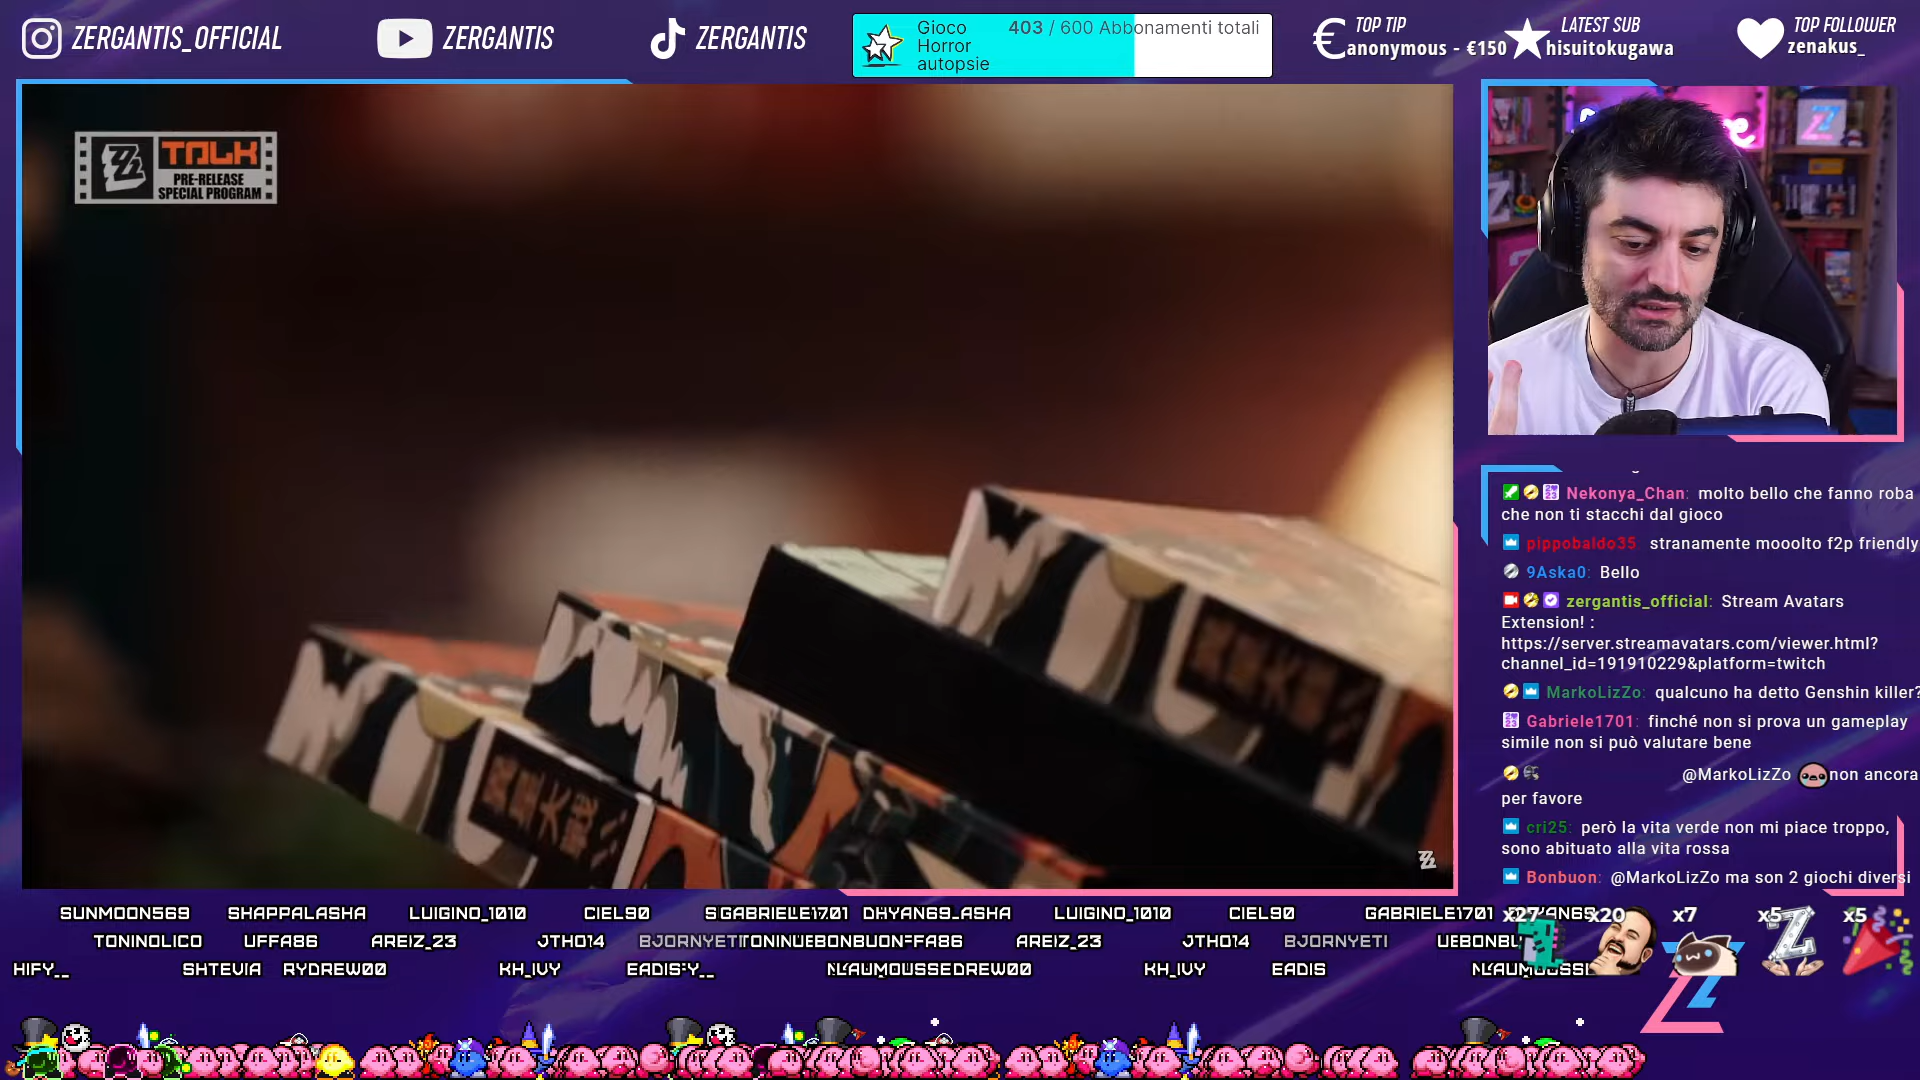 ZERGANTIS_OFFICIAL
ZERGANTIS
ZERGANTIS
Gioco
Horror
autopsie
403 / 600 Abbonamenti totali
TOP TIP
anonymous - €150
LATEST SUB
hisuitokugawa
TOP FOLLOWER
zenakus_
TALK
PRE-RELEASE
SPECIAL PROGRAM
Nekonya_Chan: molto bello che fanno roba
che non ti stacchi dal gioco
pippobaldo35: stranamente mooolto f2p friendly
9Aska0: Bello
zergantis_official: Stream Avatars
Extension! :
https://server.streamavatars.com/viewer.html?
channel_id=191910229&platform=twitch
MarkoLizZo: qualcuno ha detto Genshin killer?
Gabriele1701: finché non si prova un gameplay
simile non si può valutare bene
@MarkoLizZo non ancora
per favore
cri25: però la vita verde non mi piace troppo,
sono abituato alla vita rossa
Bonbuon: @MarkoLizZo ma son 2 giochi diversi
SUNMOON569 SHAPPALASHA LUIGINO_1010 CIEL90 GABRIELE1701 LUIGINO_1010 CIEL90 GABRIELE1701
TONINOLICO UFFA86 AREIZ_23 JTH014 BJORNYETI AREIZ_23 JTH014 BJORNYETI
HIFY__ SHTEVIA RYDREW00 KH_IVY KH_IVY EADIS
x27 x20 x7 x5 x5